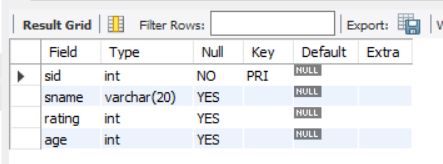 Result Grid Filter Rows: Export:
Field Type Null Key Default Extra
sid int NO PRI NULL
sname varchar(20) YES NULL
rating int YES NULL
age int YES NULL